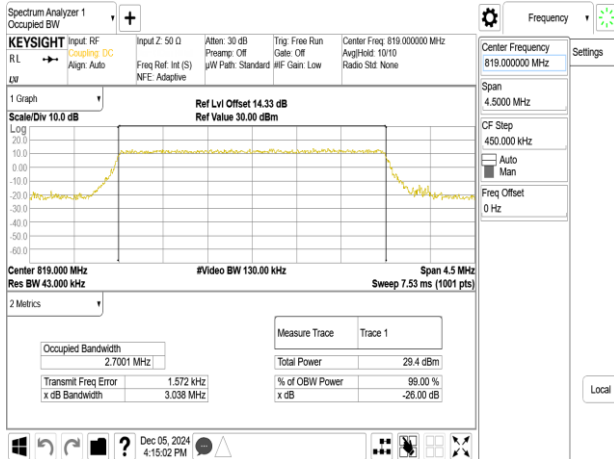 Spectrum Analyzer 1
Occupied BW
Frequency
KEYSIGHT
RL
LXI
Input: RF
Coupling: DC
Align: Auto
Input Z: 50 Ω
Freq Ref: Int (S)
NFE: Adaptive
Atten: 30 dB
Preamp: Off
µW Path: Standard
Trig: Free Run
Gate: Off
#IF Gain: Low
Center Freq: 819.000000 MHz
Avg|Hold: 10/10
Radio Std: None
Center Frequency
819.000000 MHz
Settings
Span
4.5000 MHz
CF Step
450.000 kHz
Auto
Man
Freq Offset
0 Hz
Local
1 Graph
Scale/Div 10.0 dB
Ref Lvl Offset 14.33 dB
Ref Value 30.00 dBm
Log
20.0
10.0
0.00
-10.0
-20.0
-30.0
-40.0
-50.0
-60.0
Center 819.000 MHz
Res BW 43.000 kHz
#Video BW 130.00 kHz
Span 4.5 MHz
Sweep 7.53 ms (1001 pts)
2 Metrics
Measure Trace Trace 1
Occupied Bandwidth
2.7001 MHz
Total Power 29.4 dBm
Transmit Freq Error 1.572 kHz
% of OBW Power 99.00 %
x dB Bandwidth 3.038 MHz
x dB -26.00 dB
?
Dec 05, 2024
4:15:02 PM